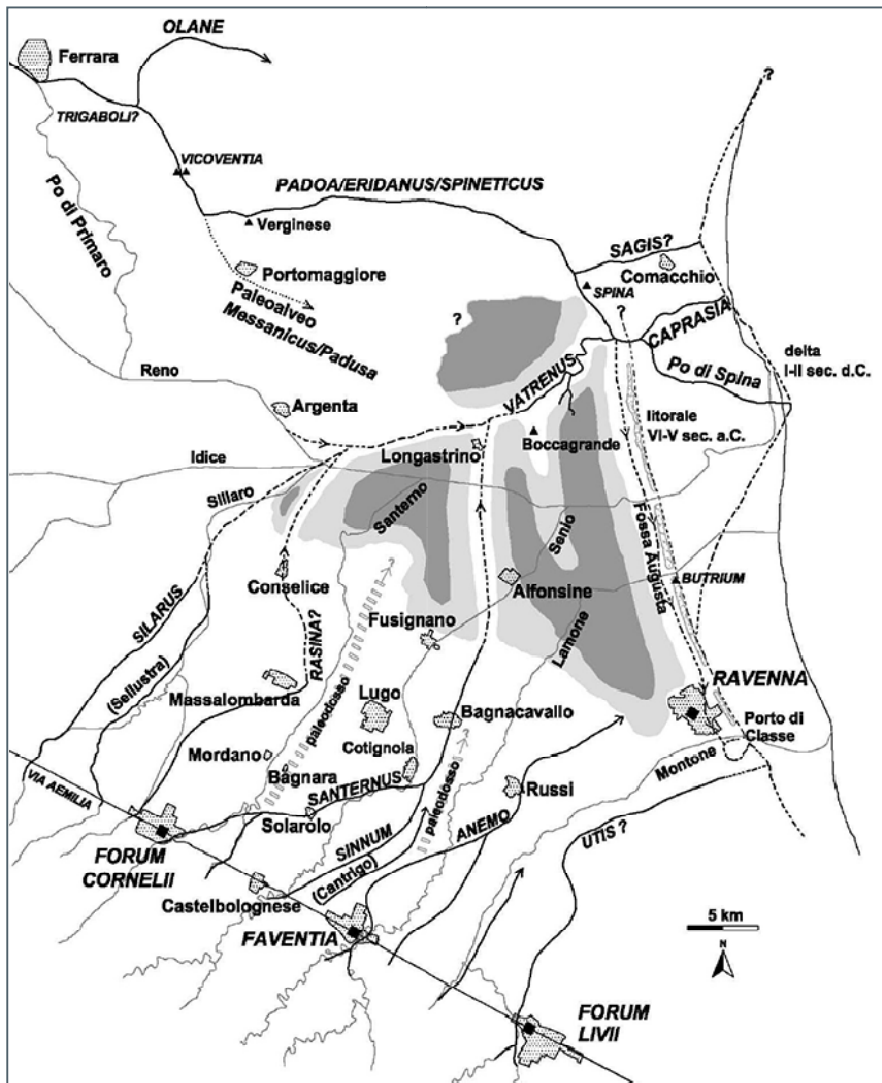 OLANE
Ferrara
?
TRIGABOLI?
VICOVENTIA
PADOA/ERIDANUS/SPINETICUS
Po di Primaro
Verginese
SAGIS?
Comacchio
Portomaggiore
SPINA
Paleoalveo
Messanicus/Padusa
?
?
CAPRASIA
delta
I-II sec. d.C.
Reno
VATRENUS
Po di Spina
Argenta
litorale
VI-V sec. a.C.
Boccagrande
Longastrino
Idice
Sillaro
Santerno
Senio
Fossa Augusta
BUTRIUM
Conselice
Alfonsine
SILARUS
(Sellustra)
RASINA?
Fusignano
Lamone
RAVENNA
Massalombarda
paleodosso
Lugo
Bagnacavallo
Porto di
Classe
Mordano
Cotignola
Montone
VIA AEMILIA
Bagnara
SANTERNUS
Russi
Solarolo
paleodosso
ANEMO
UTIS ?
SINNUM
(Cantrigo)
FORUM
CORNELII
Castelbolognese
5 km
N
FAVENTIA
FORUM
LIVII